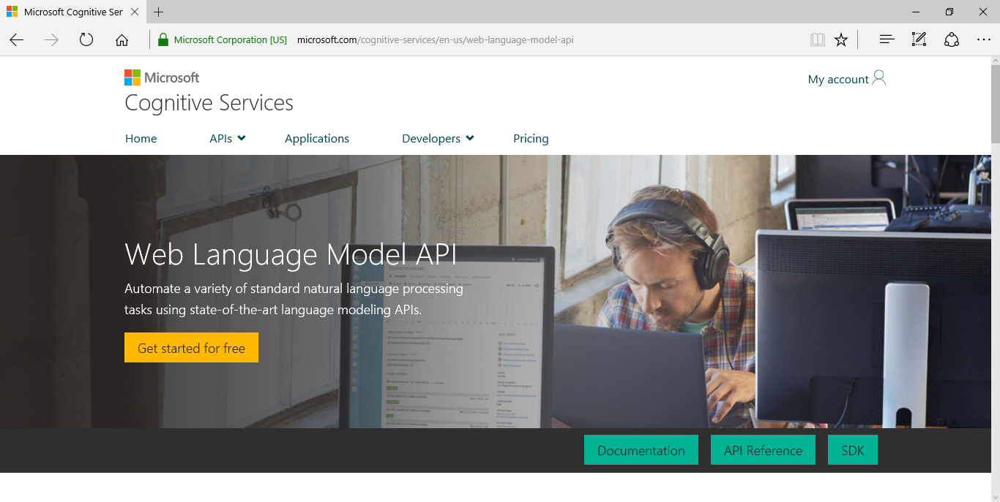 Microsoft Cognitive Ser
Microsoft Corporation [US] microsoft.com/cognitive-services/en-us/web-language-model-api
Microsoft
My account
Cognitive Services
Home APIs Applications Developers Pricing
Web Language Model API
Automate a variety of standard natural language processing
tasks using state-of-the-art language modeling APIs.
Get started for free
Documentation API Reference SDK